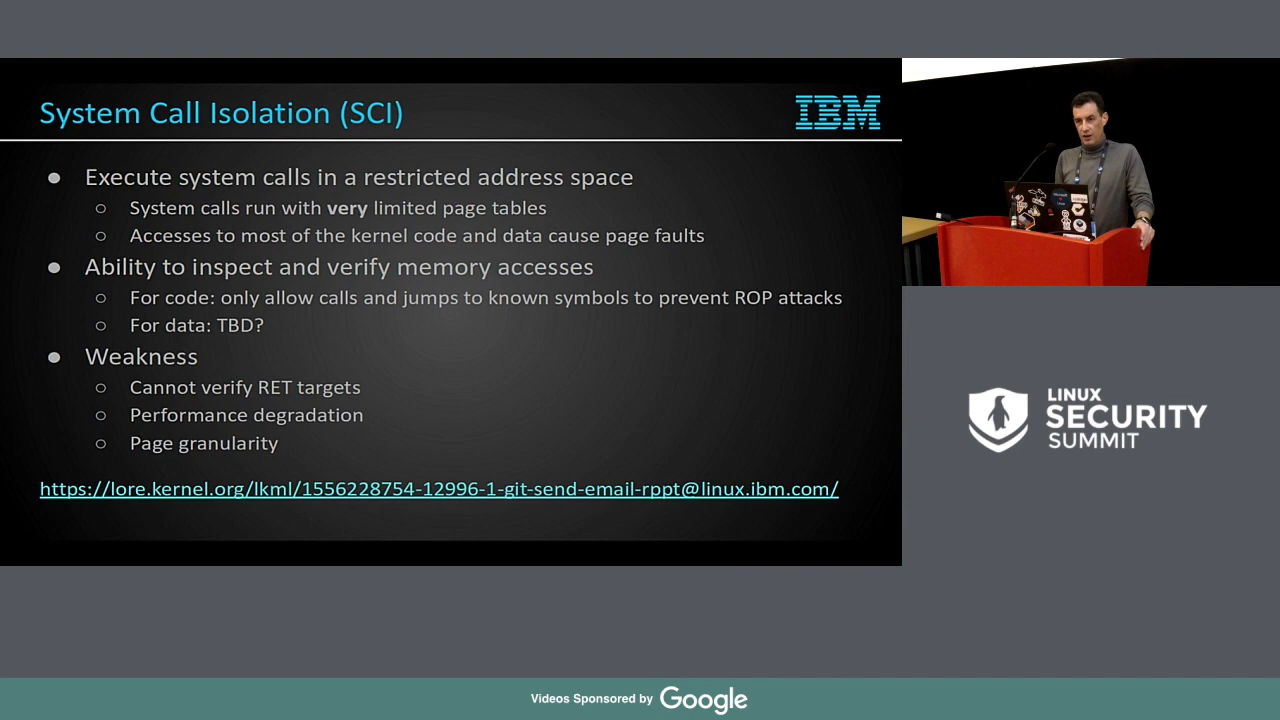 System Call Isolation (SCI)
IBM
● Execute system calls in a restricted address space
○ System calls run with very limited page tables
○ Accesses to most of the kernel code and data cause page faults
● Ability to inspect and verify memory accesses
○ For code: only allow calls and jumps to known symbols to prevent ROP attacks
○ For data: TBD?
● Weakness
○ Cannot verify RET targets
○ Performance degradation
○ Page granularity
https://lore.kernel.org/lkml/1556228754-12996-1-git-send-email-rppt@linux.ibm.com/
LINUX
SECURITY
SUMMIT
Videos Sponsored by Google